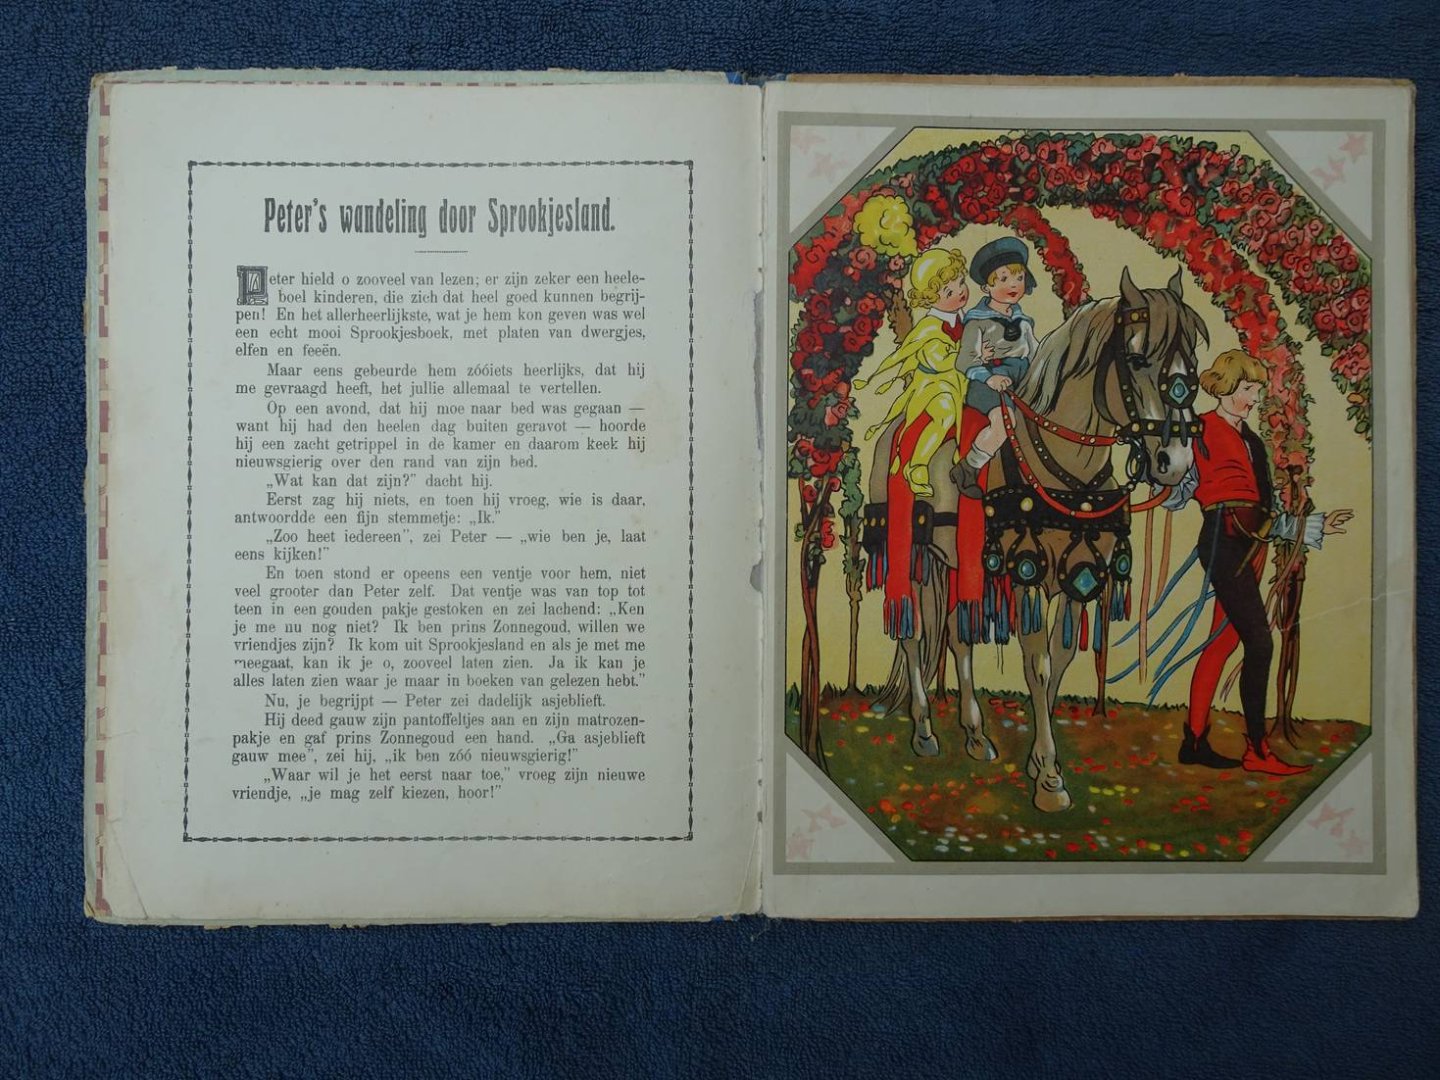 Peter's wandeling door Sprookjesland.
Peter hield o zooveel van lezen; er zijn zeker een heele-
boel kinderen, die zich dat heel goed kunnen begrij-
pen! En het allerheerlijkste, wat je hem kon geven was wel
een echt mooi Sprookjesboek, met platen van dwergjes,
elfen en feeën.
Maar eens gebeurde hem zóóiets heerlijks, dat hij
me gevraagd heeft, het jullie allemaal te vertellen.
Op een avond, dat hij moe naar bed was gegaan —
want hij had den heelen dag buiten geravot — hoorde
hij een zacht getrippel in de kamer en daarom keek hij
nieuwsgierig over den rand van zijn bed.
„Wat kan dat zijn?” dacht hij.
Eerst zag hij niets, en toen hij vroeg, wie is daar,
antwoordde een fijn stemmetje: „Ik.”
„Zoo heet iedereen”, zei Peter — „wie ben je, laat
eens kijken!”
En toen stond er opeens een ventje voor hem, niet
veel grooter dan Peter zelf. Dat ventje was van top tot
teen in een gouden pakje gestoken en zei lachend: „Ken
je me nu nog niet? Ik ben prins Zonnegoud, willen we
vriendjes zijn? Ik kom uit Sprookjesland en als je met me
meegaat, kan ik je o, zooveel laten zien. Ja ik kan je
alles laten zien waar je maar in boeken van gelezen hebt.”
Nu, je begrijpt — Peter zei dadelijk asjeblieft.
Hij deed gauw zijn pantoffeltjes aan en zijn matrozen-
pakje en gaf prins Zonnegoud een hand. „Ga asjeblieft
gauw mee”, zei hij, „ik ben zóó nieuwsgierig!”
„Waar wil je het eerst naar toe,” vroeg zijn nieuwe
vriendje, „je mag zelf kiezen, hoor!”